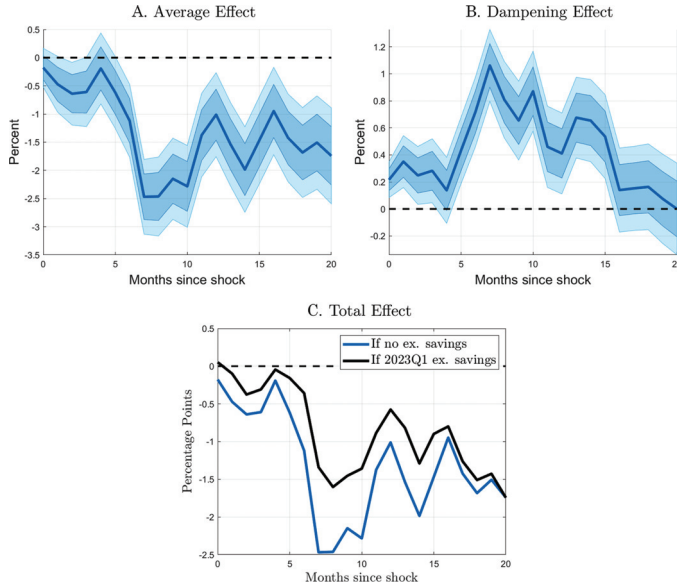 A. Average Effect
0.5
0
-0.5
-1
-1.5
-2
-2.5
-3
-3.5
Percent
0 5 10 15 20
Months since shock
B. Dampening Effect
1.2
1
0.8
0.6
0.4
0.2
0
-0.2
Percent
0 5 10 15 20
Months since shock
C. Total Effect
0.5
0
-0.5
-1
-1.5
-2
-2.5
Percentage Points
If no ex. savings
If 2023Q1 ex. savings
0 5 10 15 20
Months since shock